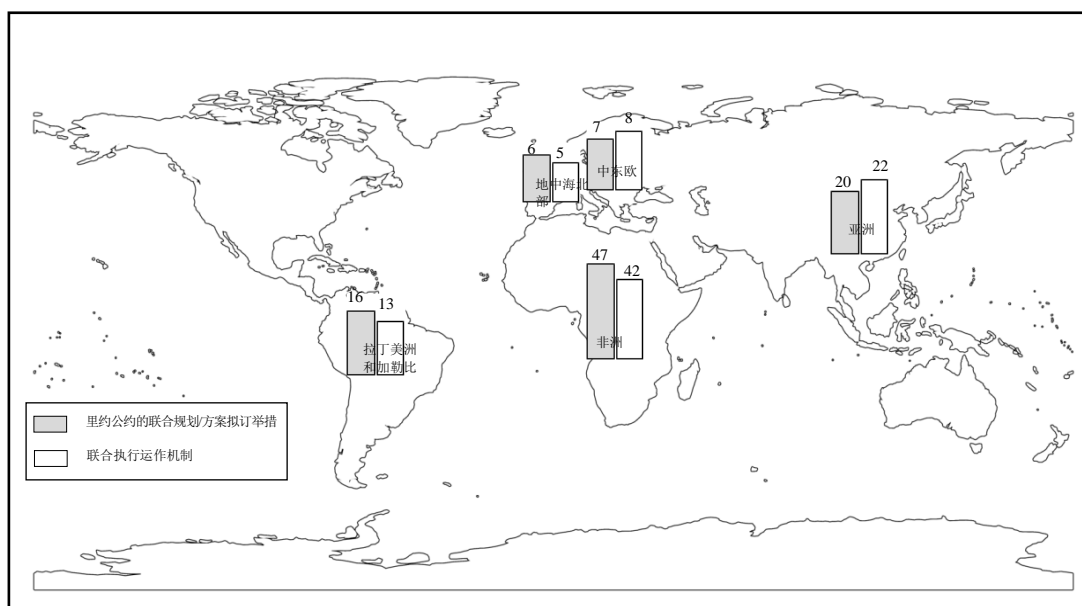 7
8
6
5
中东欧
地中海北
部
20
22
亚洲
47
42
非洲
16
13
拉丁美洲
和加勒比
里约公约的联合规划/方案拟订举措
联合执行运作机制